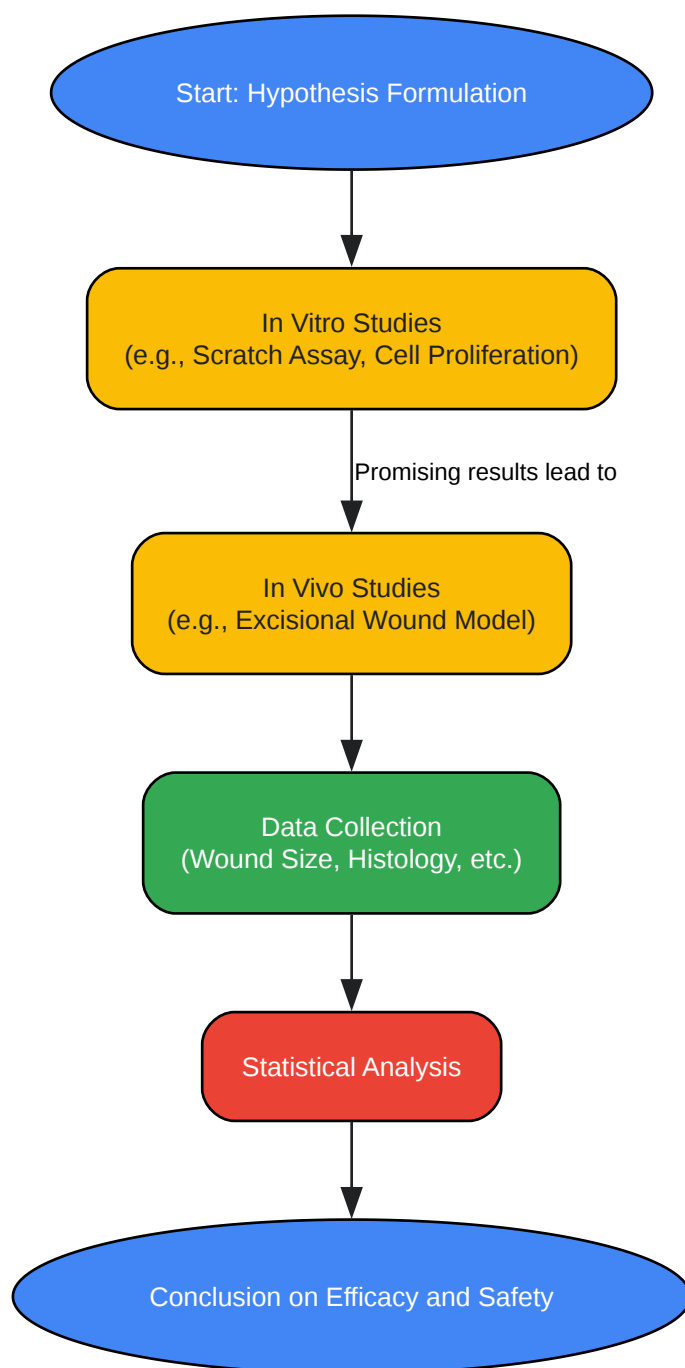 Start: Hypothesis Formulation
In Vitro Studies
(e.g., Scratch Assay, Cell Proliferation)
Promising results lead to
In Vivo Studies
(e.g., Excisional Wound Model)
Data Collection
(Wound Size, Histology, etc.)
Statistical Analysis
Conclusion on Efficacy and Safety